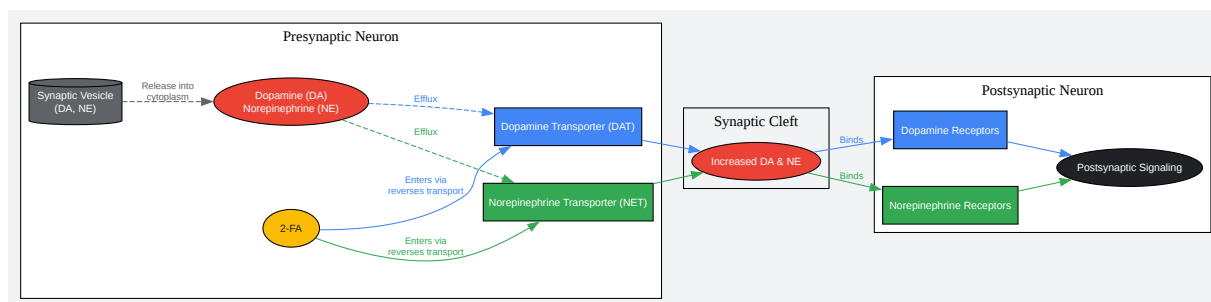 Presynaptic Neuron
Synaptic Vesicle
(DA, NE)
Release into
cytoplasm
Dopamine (DA)
Norepinephrine (NE)
Efflux
Efflux
Dopamine Transporter (DAT)
Enters via
reverses transport
Norepinephrine Transporter (NET)
2-FA
Enters via
reverses transport
Synaptic Cleft
Increased DA & NE
Binds
Binds
Postsynaptic Neuron
Dopamine Receptors
Postsynaptic Signaling
Norepinephrine Receptors